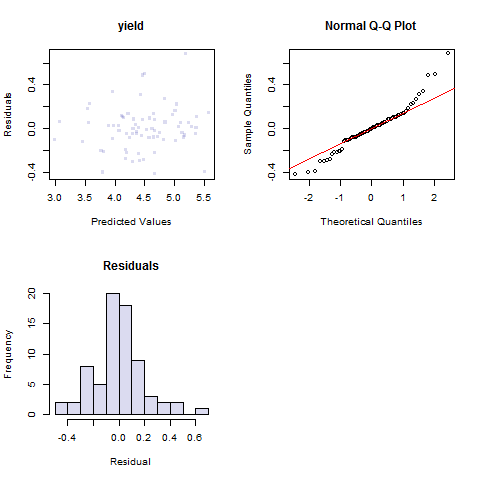 yield
Residuals
-0.4
0.0
0.4
3.0 3.5 4.0 4.5 5.0 5.5
Predicted Values
Normal Q-Q Plot
Sample Quantiles
-0.4
0.0
0.4
-2 -1 0 1 2
Theoretical Quantiles
Residuals
Frequency
0
5
10
15
20
-0.4 0.0 0.2 0.4 0.6
Residual